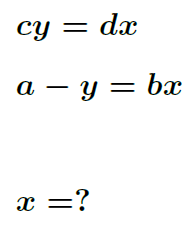 cy = dx
a − y = bx
x =?